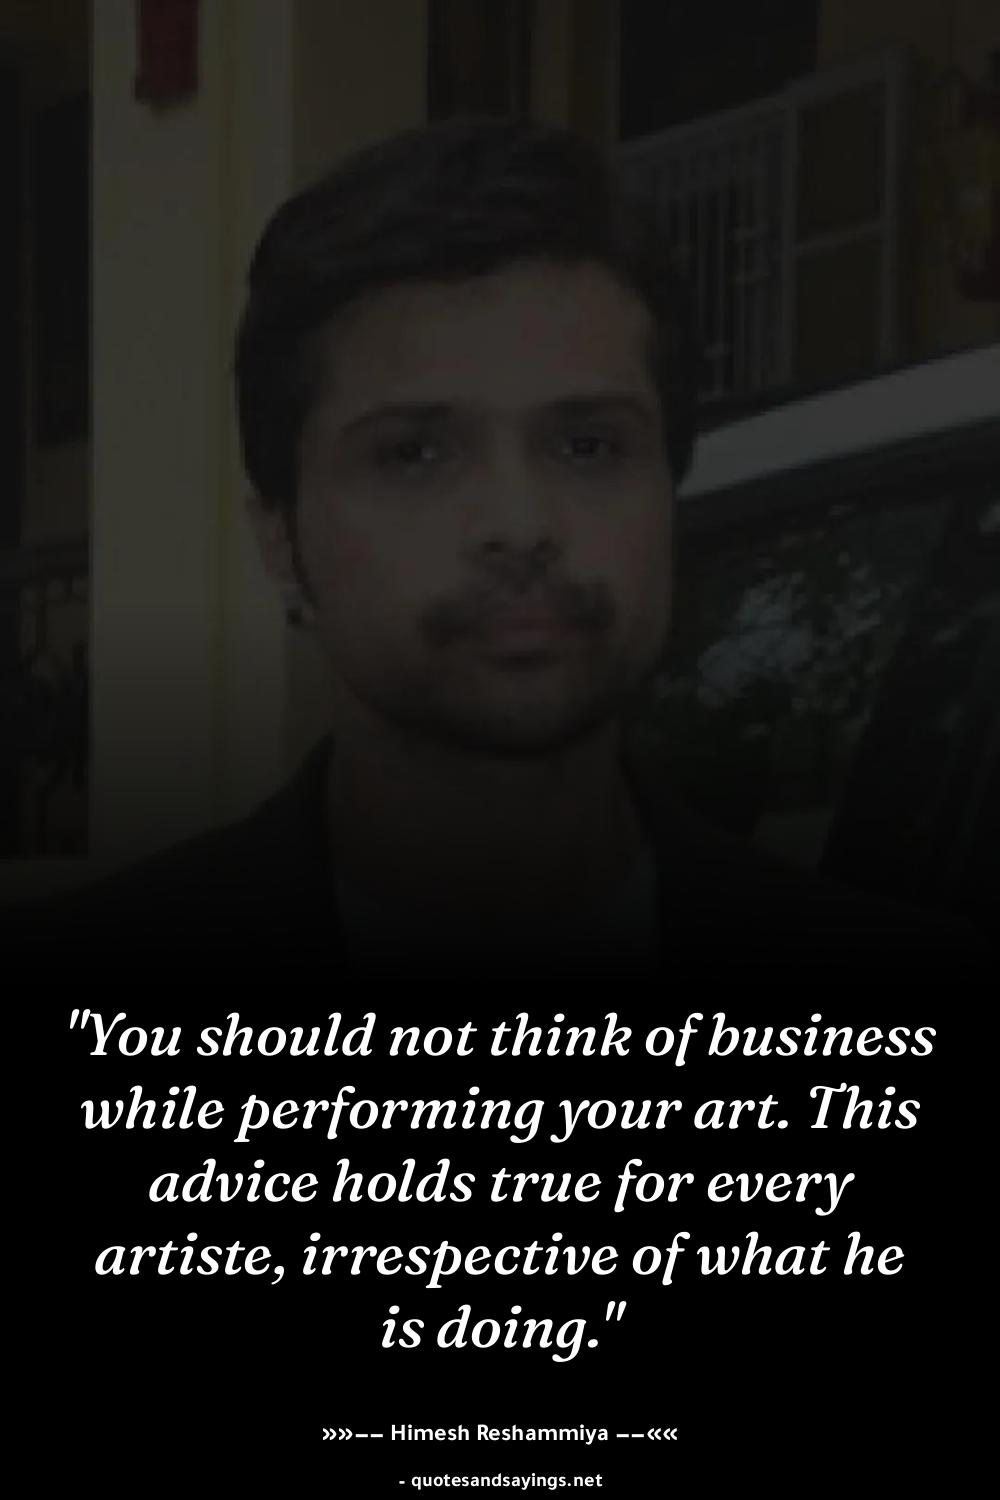 "You should not think of business
while performing your art. This
advice holds true for every
artiste, irrespective of what he
is doing."
»»–– Himesh Reshammiya ––««
- quotesandsayings.net